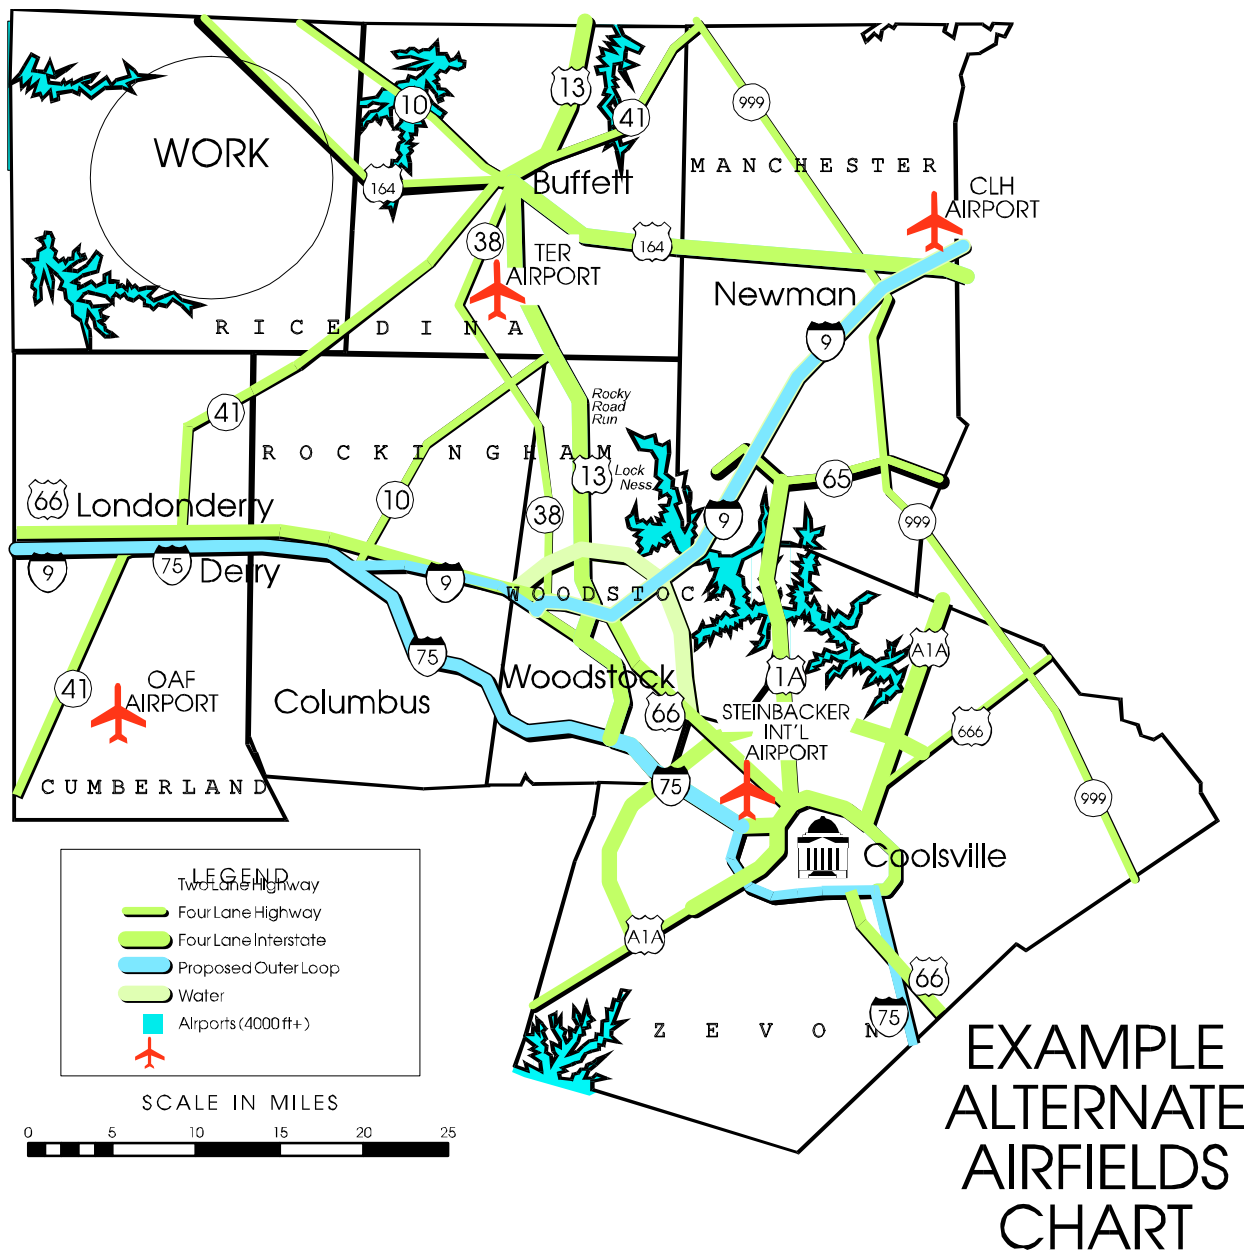 WORK
10
13
41
999
164
Buffett
MANCHESTER
CLH
AIRPORT
38
TER
AIRPORT
164
Newman
RICEDINA
9
41
Rocky
Road
Run
ROCKINGHAM
Lock
Ness
13
65
66
Londonderry
10
38
9
999
9
75
Derry
9
WOODSTOCK
75
A1A
1A
Woodstock
41
OAF
AIRPORT
Columbus
66
STEINBACKER
INT'L
AIRPORT
666
CUMBERLAND
75
999
Coolsville
LEGEND
Two Lane Highway
Four Lane Highway
Four Lane Interstate
Proposed Outer Loop
Water
Airports (4000 ft+)
A1A
66
75
ZEVON
SCALE IN MILES
0 5 10 15 20 25
EXAMPLE
ALTERNATE
AIRFIELDS
CHART